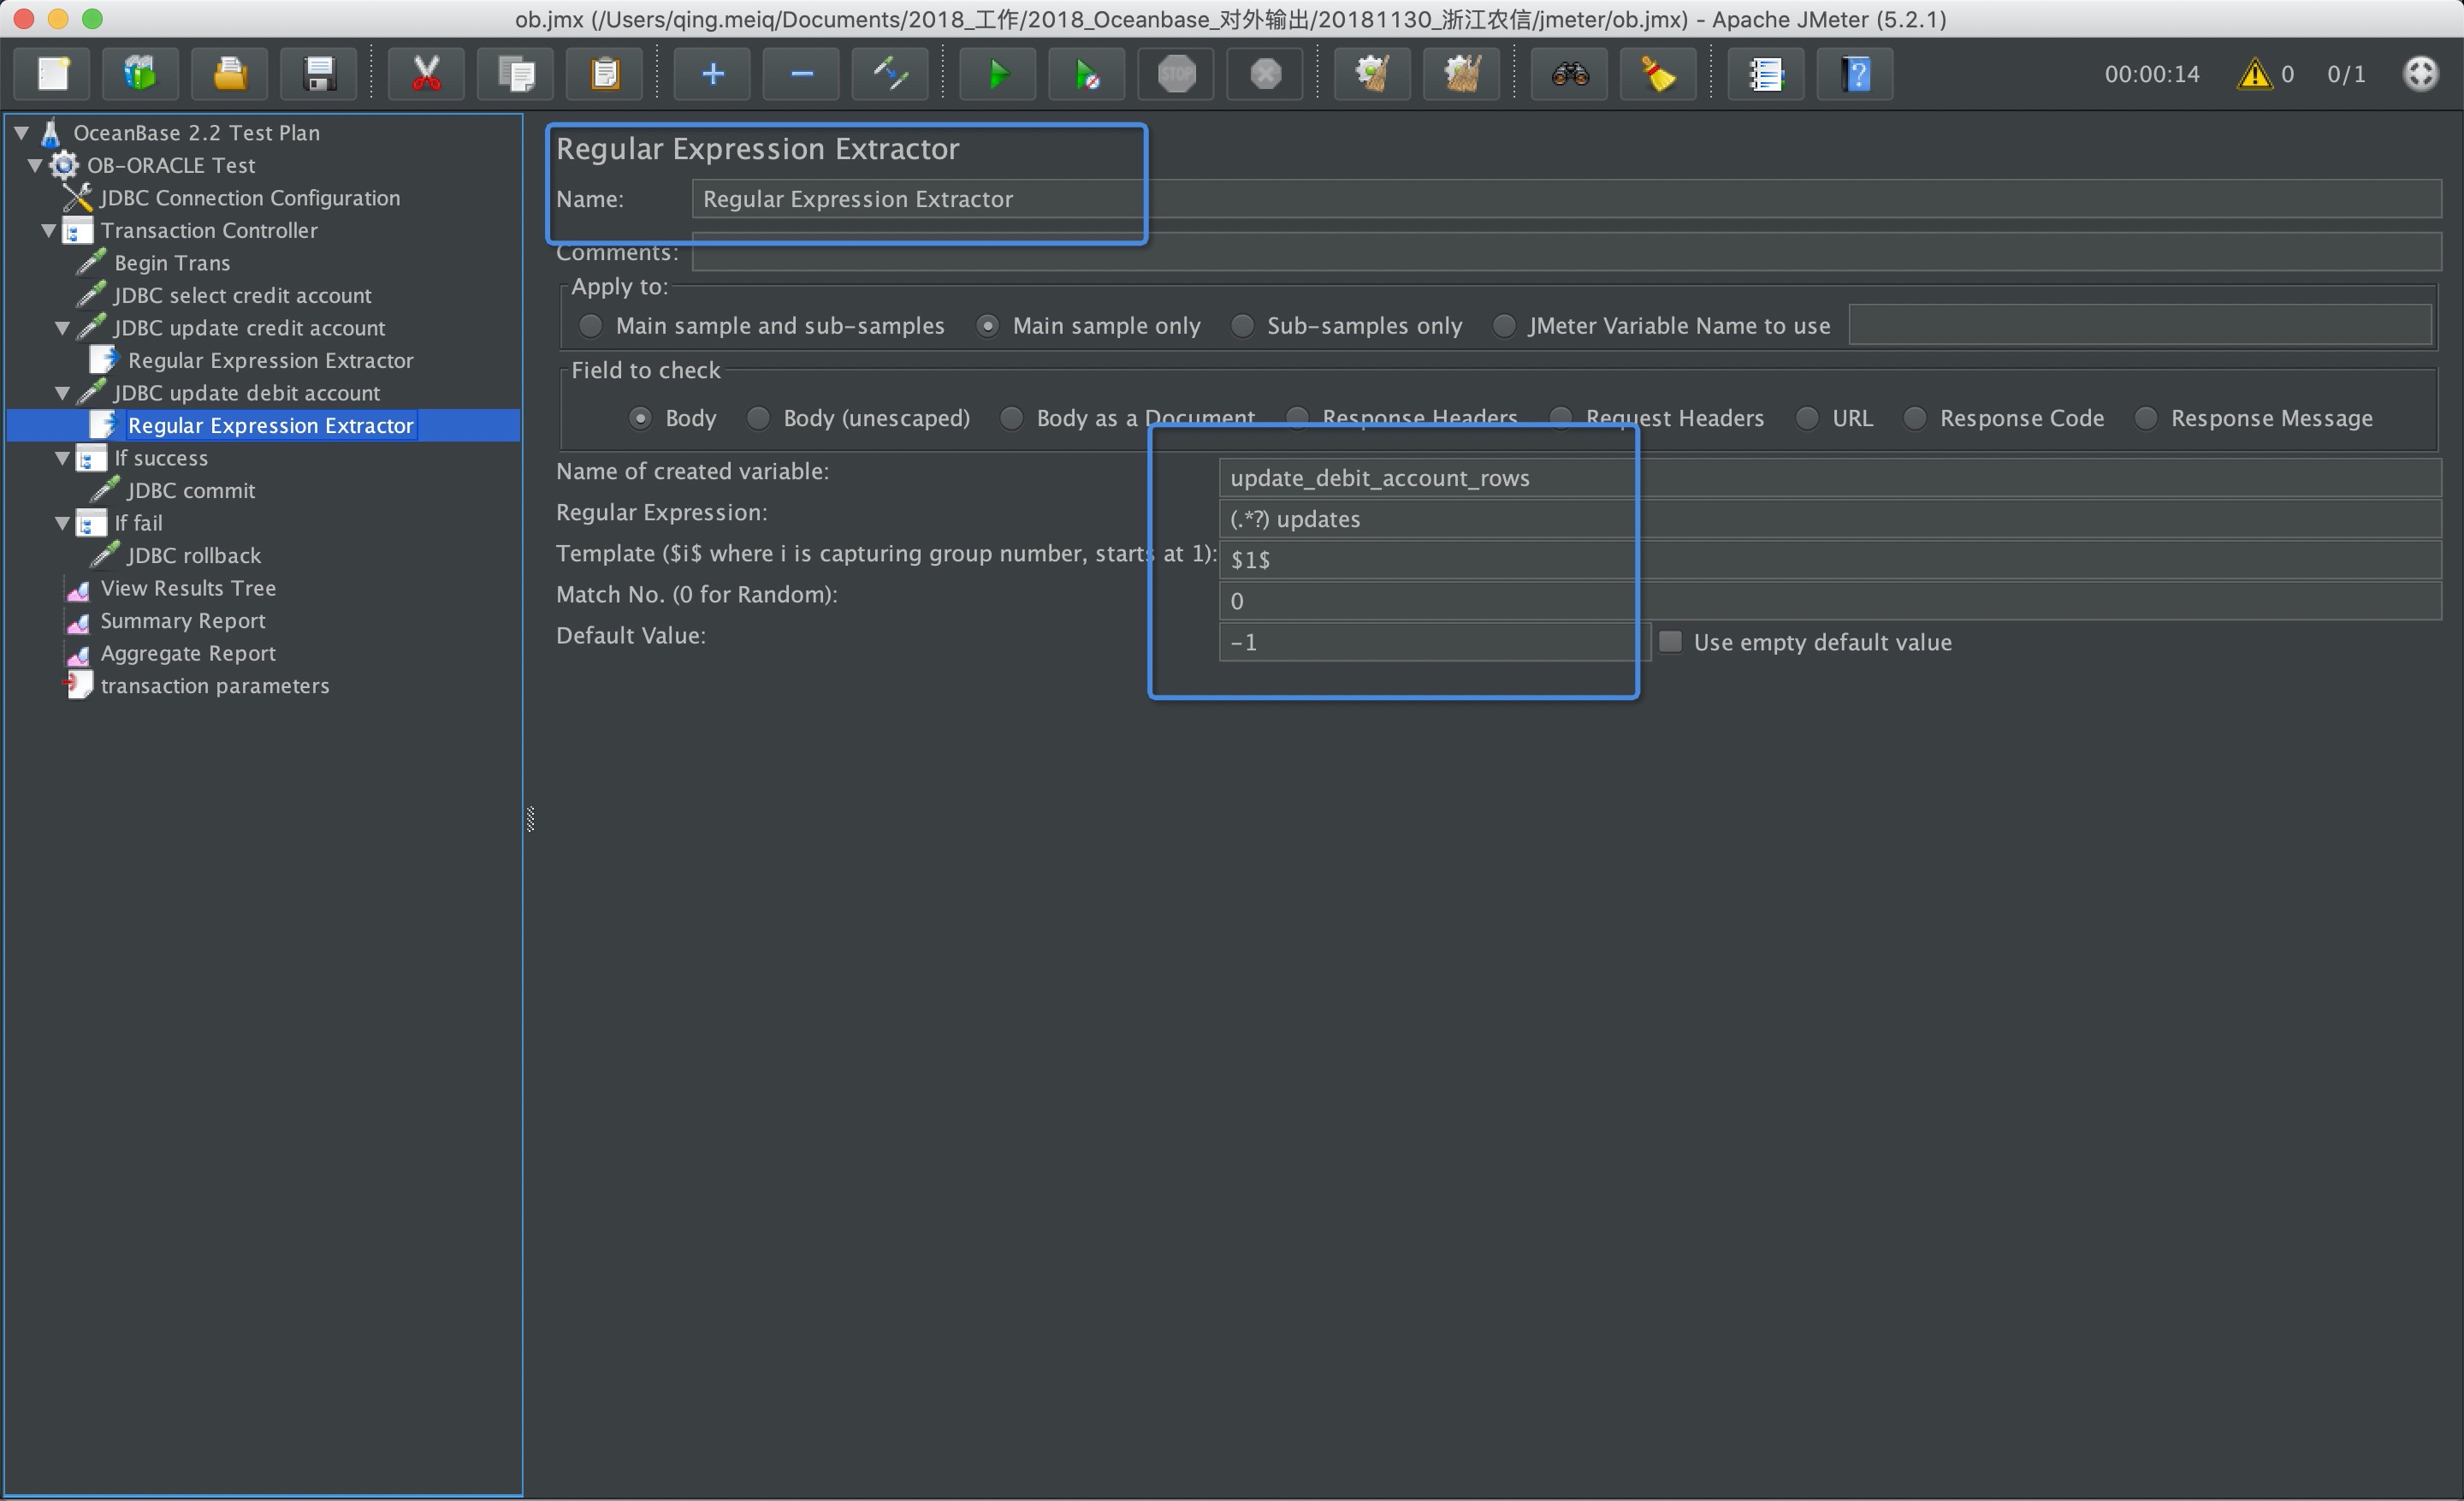 ob.jmx (/Users/qing.meiq/Documents/2018_工作/2018_Oceanbase_对外输出/20181130_浙江农信/jmeter/ob.jmx) - Apache JMeter (5.2.1)
STOP
?
00:00:14
0
0/1
OceanBase 2.2 Test Plan
OB-ORACLE Test
JDBC Connection Configuration
Transaction Controller
Begin Trans
JDBC select credit account
JDBC update credit account
Regular Expression Extractor
JDBC update debit account
Regular Expression Extractor
If success
JDBC commit
If fail
JDBC rollback
View Results Tree
Summary Report
Aggregate Report
transaction parameters
Regular Expression Extractor
Name: Regular Expression Extractor
Comments:
Apply to:
Main sample and sub-samples Main sample only Sub-samples only JMeter Variable Name to use
Field to check
Body Body (unescaped) Body as a Document Response Headers Request Headers URL Response Code Response Message
Name of created variable: update_debit_account_rows
Regular Expression: (.*?) updates
Template ($i$ where i is capturing group number, starts at 1): $1$
Match No. (0 for Random): 0
Default Value: -1 Use empty default value